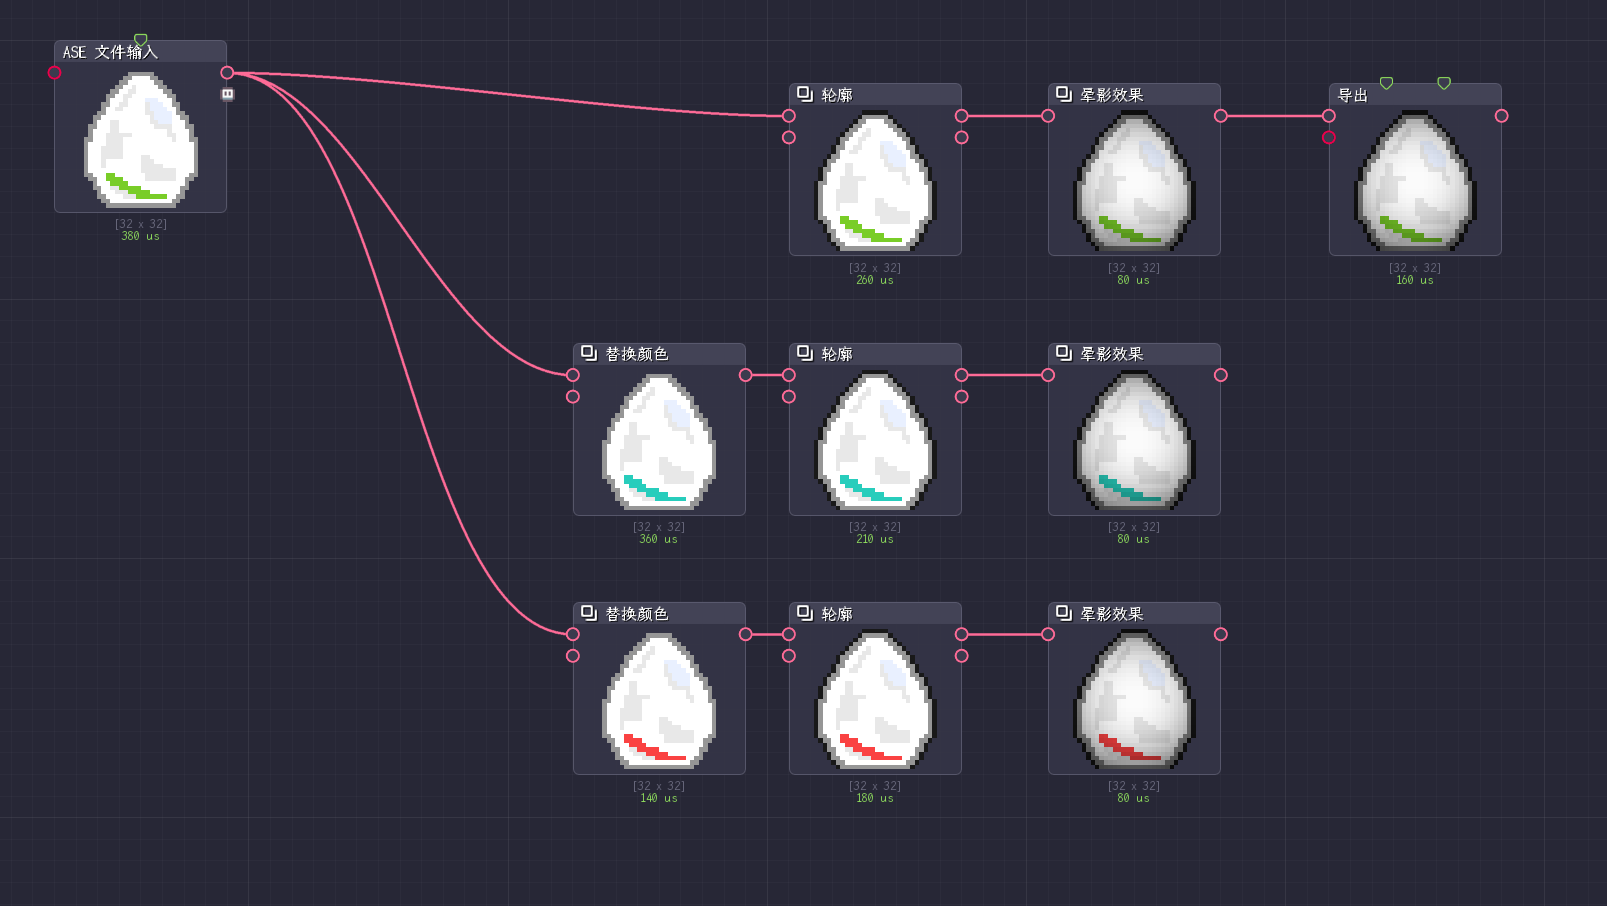 ASE 文件输入
[32 x 32]
380 us
轮廓
[32 x 32]
260 us
晕影效果
[32 x 32]
80 us
导出
[32 x 32]
160 us
替换颜色
[32 x 32]
360 us
轮廓
[32 x 32]
210 us
晕影效果
[32 x 32]
80 us
替换颜色
[32 x 32]
140 us
轮廓
[32 x 32]
180 us
晕影效果
[32 x 32]
80 us